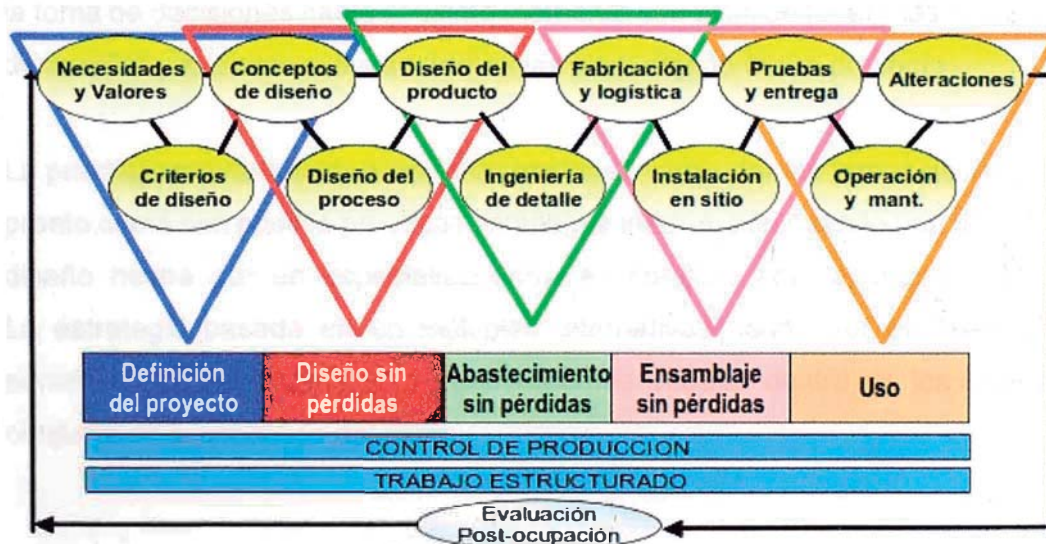 Necesidades
y Valores
Conceptos
de diseño
Diseño del
producto
Fabricación
y logística
Pruebas
y entrega
Alteraciones
Criterios
de diseño
Diseño del
proceso
Ingeniería
de detalle
Instalación
en sitio
Operación
y mant.
Definición
del proyecto
Diseño sin
pérdidas
Abastecimiento
sin pérdidas
Ensamblaje
sin pérdidas
Uso
CONTROL DE PRODUCCION
TRABAJO ESTRUCTURADO
Evaluación
Post-ocupación